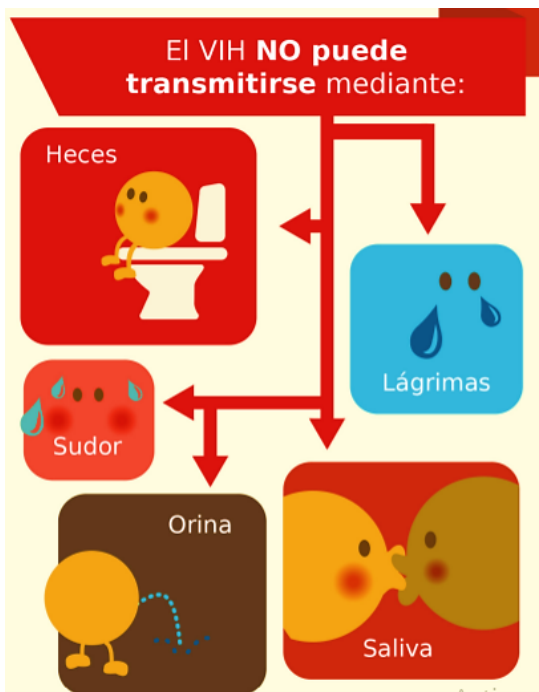 El VIH NO puede
transmitirse mediante:
Heces
Lágrimas
Sudor
Orina
Saliva